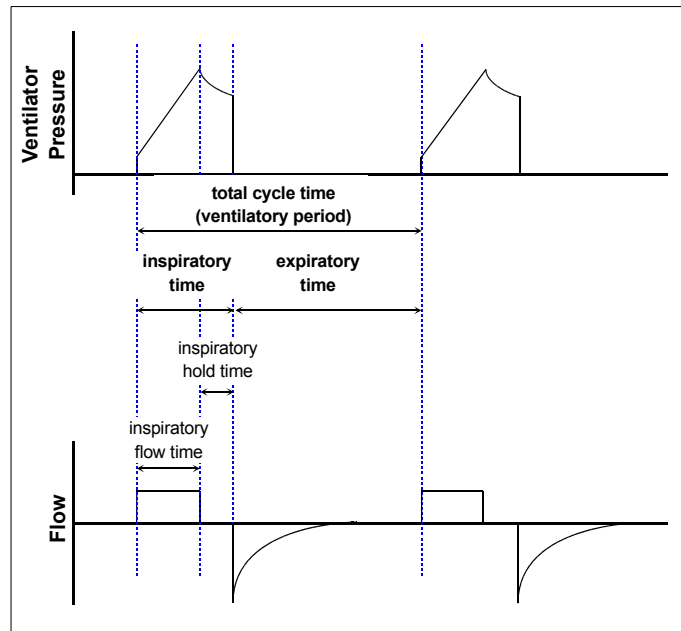 Ventilator
Pressure
total cycle time
(ventilatory period)
inspiratory
time
expiratory
time
inspiratory
hold time
inspiratory
flow time
Flow